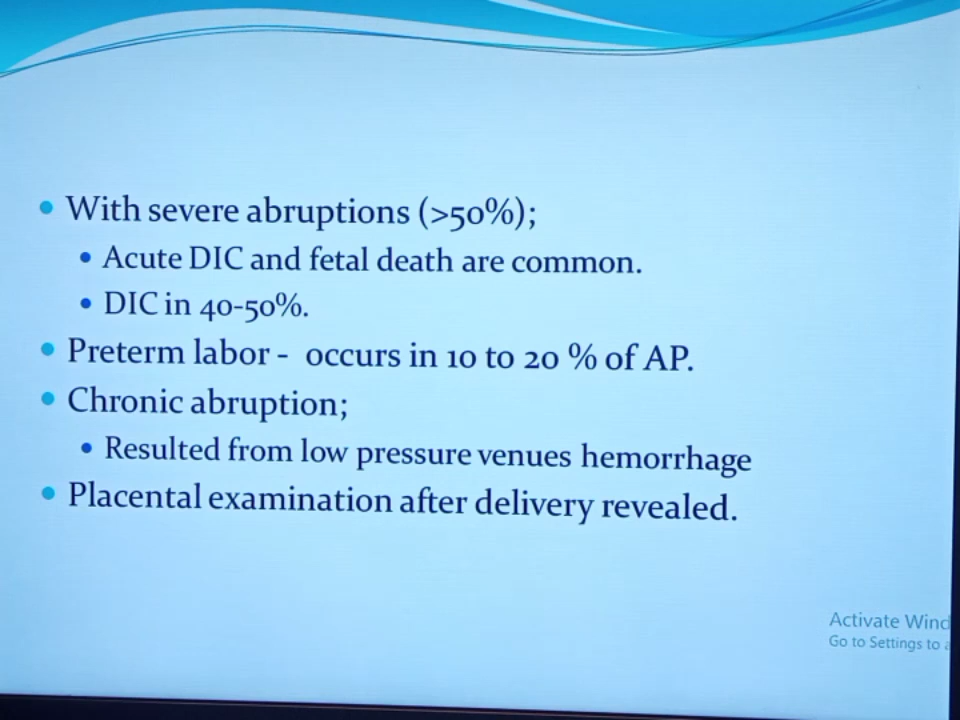 With severe abruptions (>50%);
Acute DIC and fetal death are common.
DIC in 40-50%.
Preterm labor - occurs in 10 to 20 % of AP.
Chronic abruption;
Resulted from low pressure venues hemorrhage
Placental examination after delivery revealed.
Activate Wind
Go to Settings to a